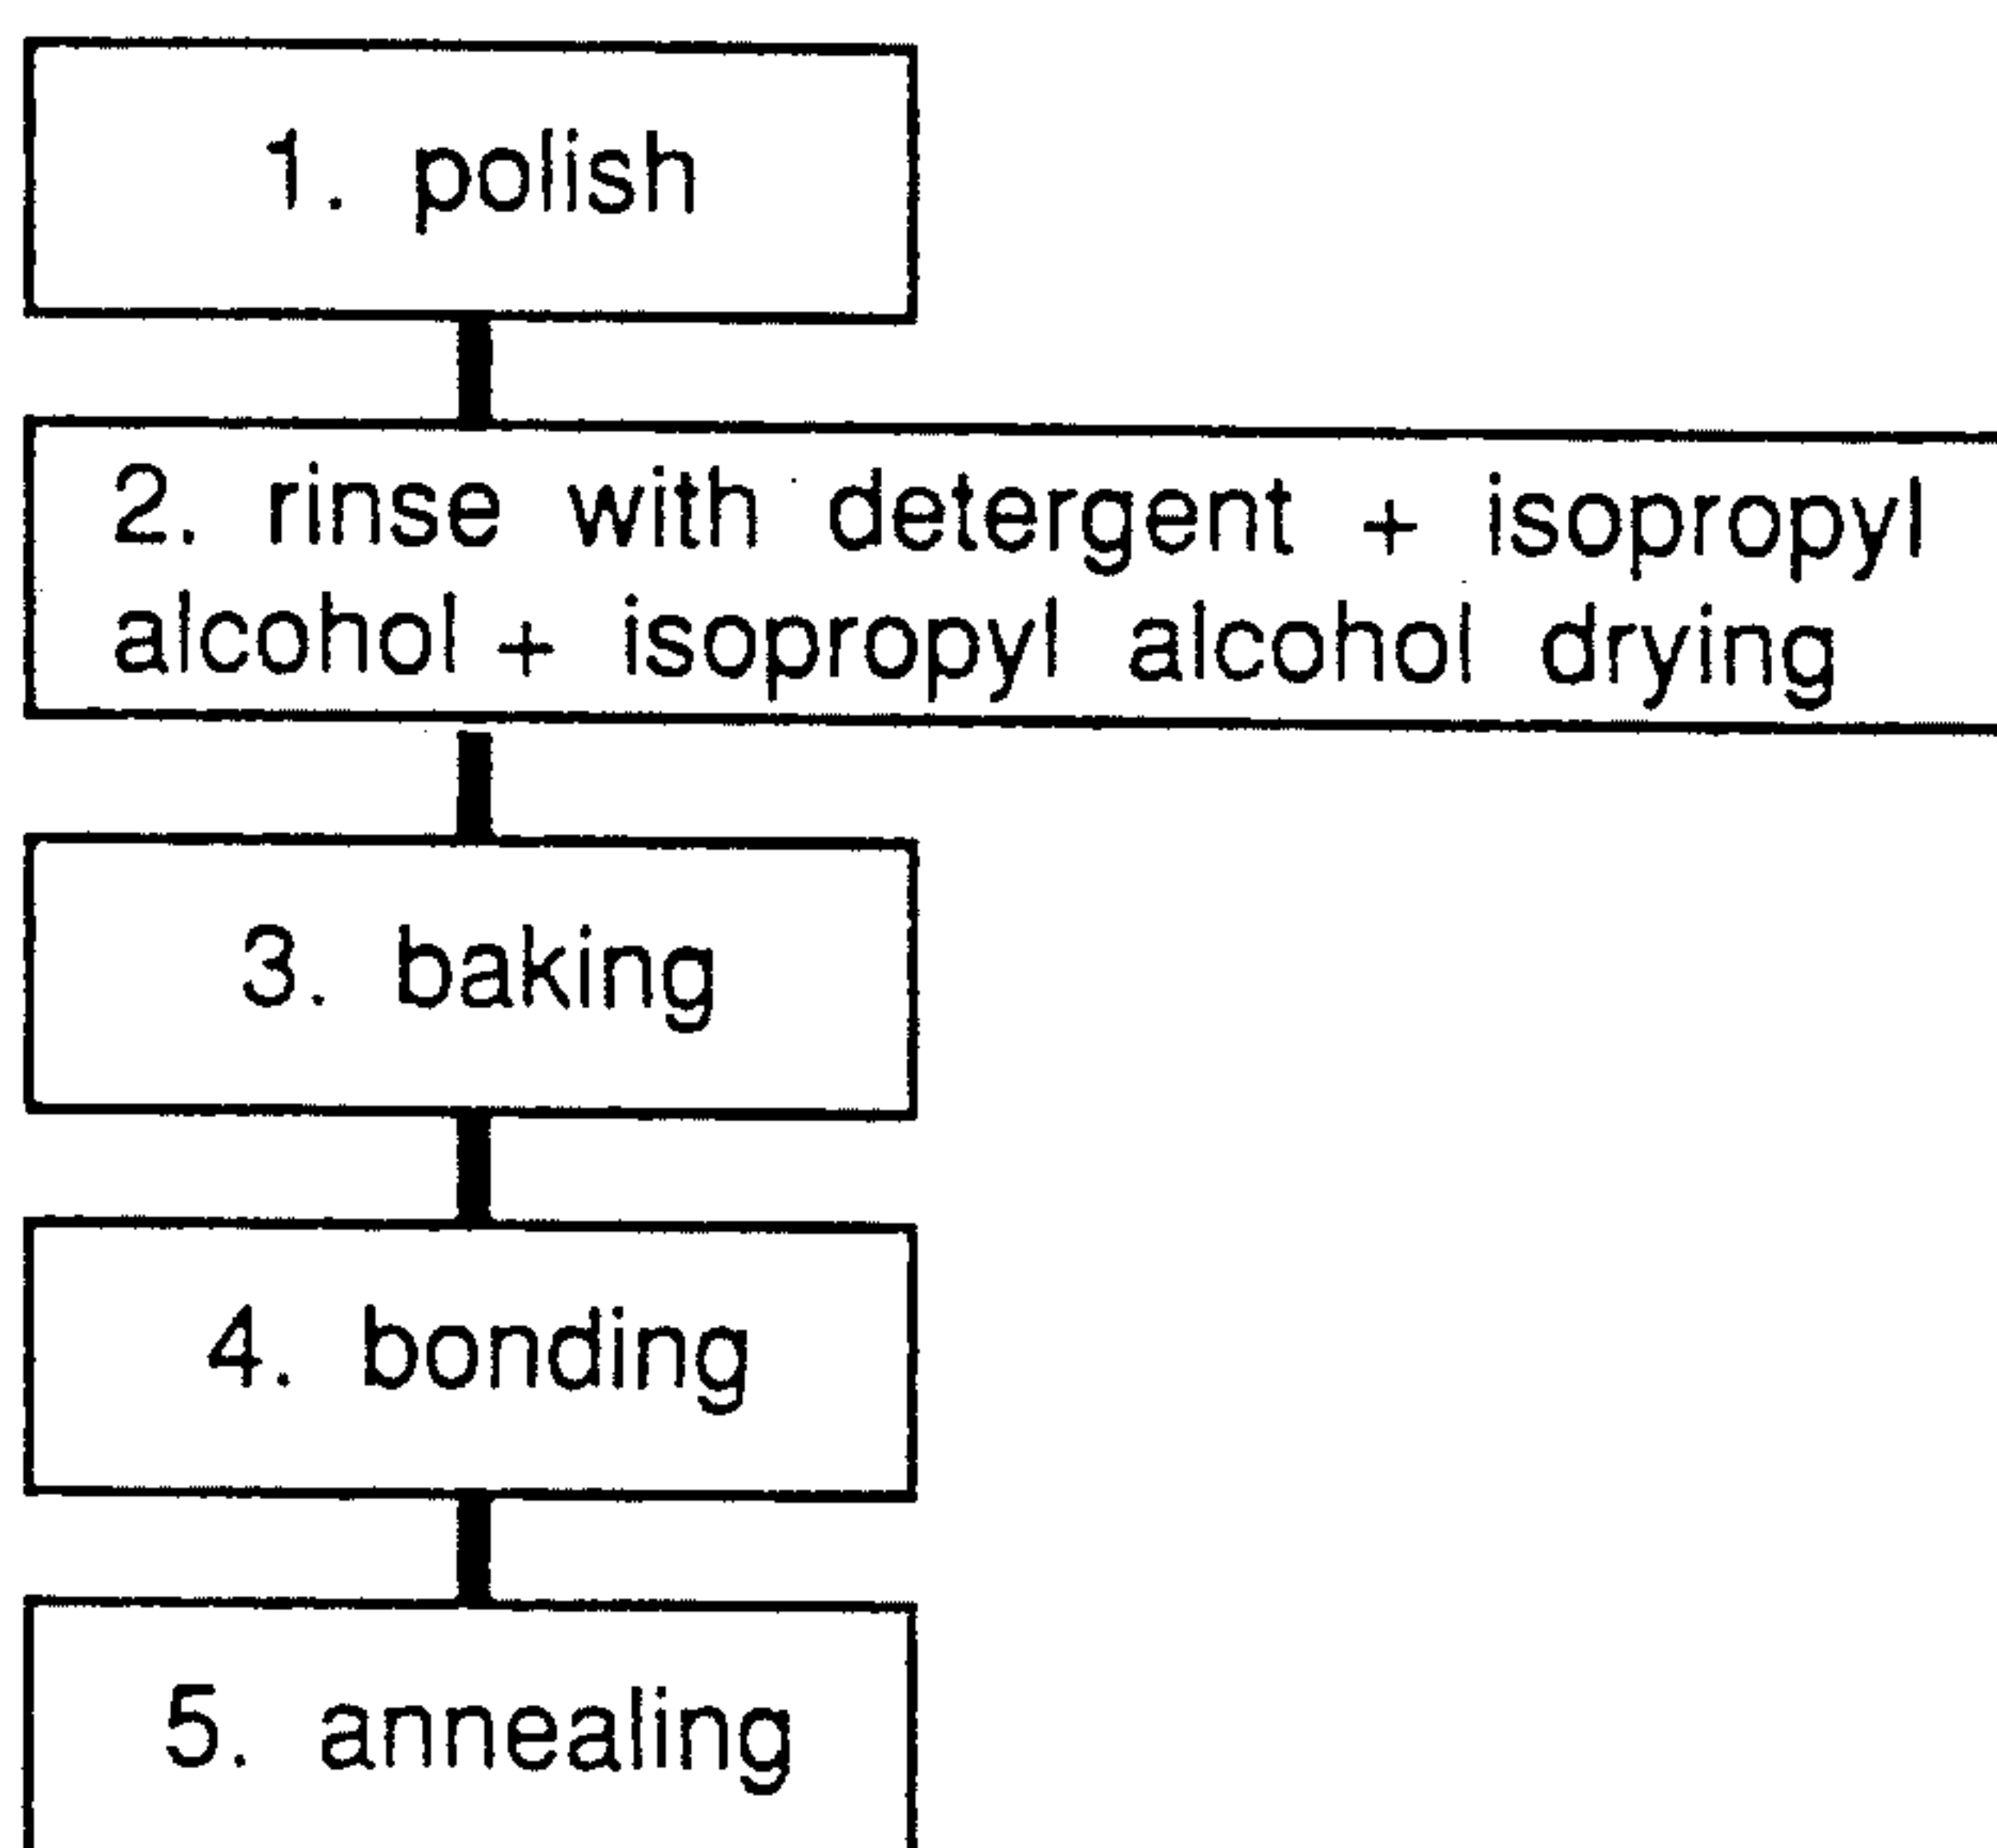 1. polish
2. rinse with detergent + isopropyl
alcohol + isopropyl alcohol drying
3. baking
4. bonding
5. annealing